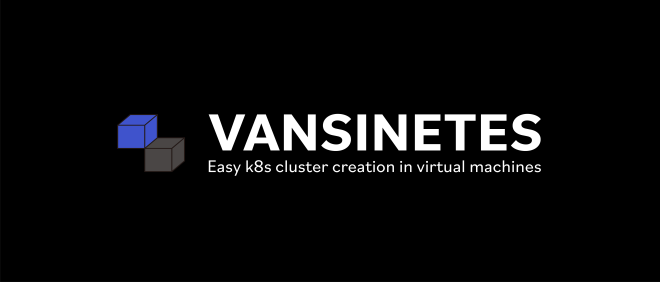 VANSINETES
Easy k8s cluster creation in virtual machines